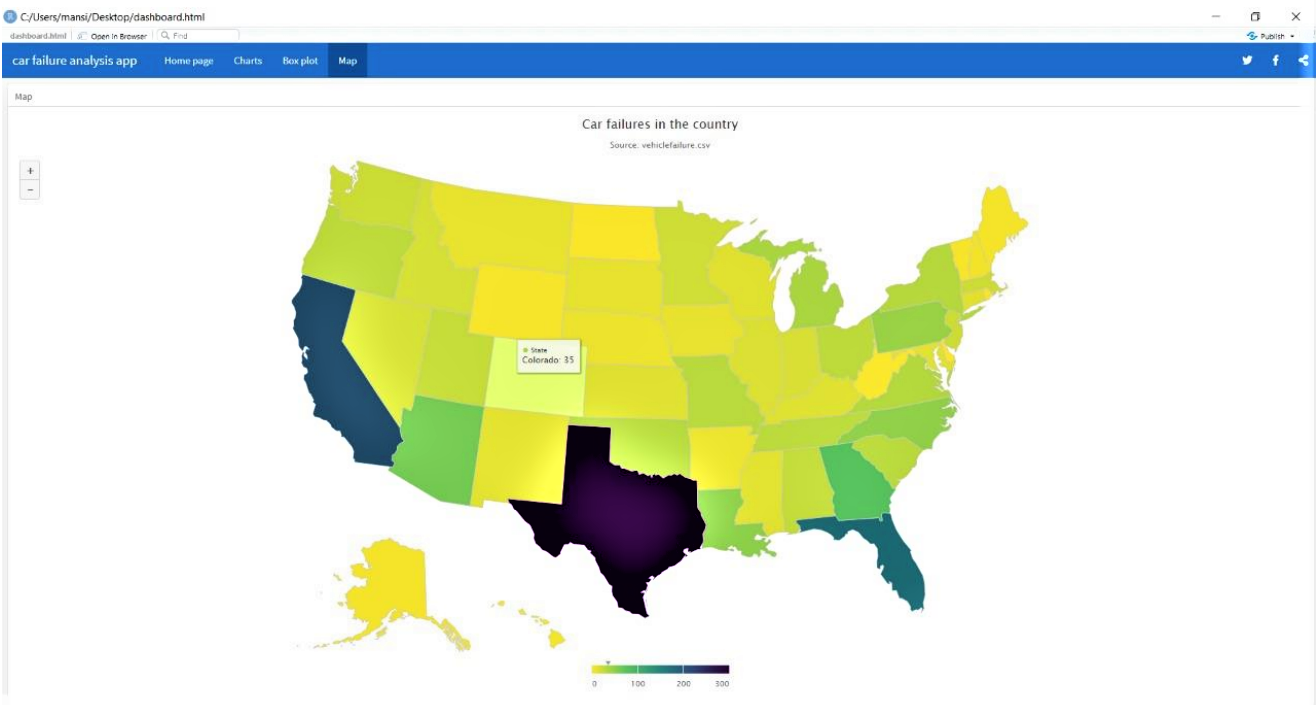 C:/Users/mansi/Desktop/dashboard.html
dashboard.html Open in Browser Find Publish
car failure analysis app Home page Charts Box plot Map
Map
Car failures in the country
Source: vehiclefailure.csv
+
−
State
Colorado: 35
0 100 200 300